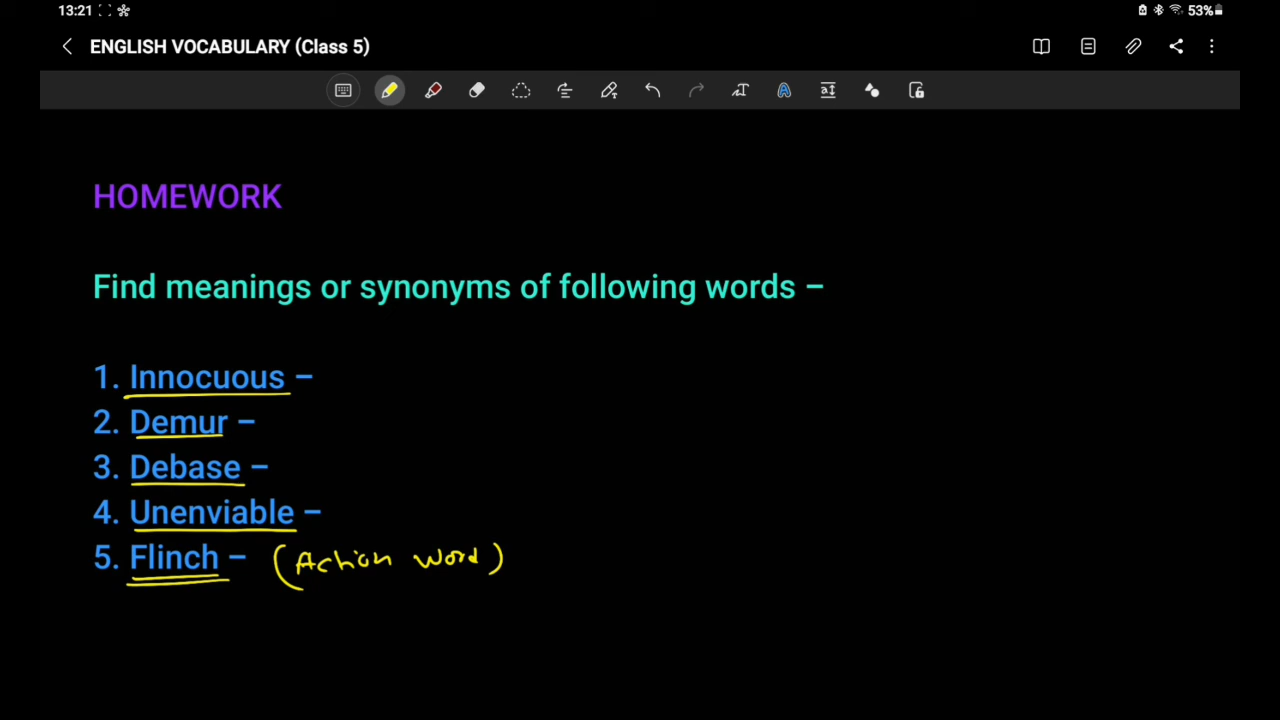 13:21
53%
ENGLISH VOCABULARY (Class 5)
HOMEWORK
Find meanings or synonyms of following words –
1. Innocuous –
2. Demur –
3. Debase –
4. Unenviable –
5. Flinch – (Action word)